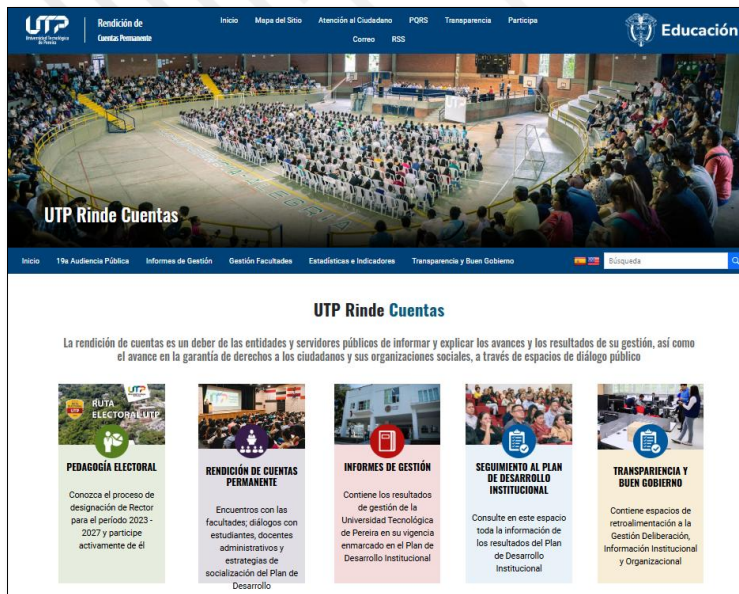 UTP
Universidad Tecnológica
de Pereira
Rendición de
Cuentas Permanente
Inicio Mapa del Sitio Atención al Ciudadano PQRS Transparencia Participa
Correo RSS
Educación
UTP Rinde Cuentas
Inicio 19a Audiencia Pública Informes de Gestión Gestión Facultades Estadísticas e Indicadores Transparencia y Buen Gobierno Búsqueda
UTP Rinde Cuentas
La rendición de cuentas es un deber de las entidades y servidores públicos de informar y explicar los avances y los resultados de su gestión, así como
el avance en la garantía de derechos a los ciudadanos y sus organizaciones sociales, a través de espacios de diálogo público
UTP
RUTA
ELECTORAL UTP
PEDAGOGÍA ELECTORAL
Conozca el proceso de
designación de Rector
para el período 2023 -
2027 y participe
activamente de él
RENDICIÓN DE CUENTAS
PERMANENTE
Encuentros con las
facultades; diálogos con
estudiantes, docentes
administrativos y
estrategias de
socialización del Plan de
Desarrollo
INFORMES DE GESTIÓN
Contiene los resultados
de gestión de la
Universidad Tecnológica
de Pereira en su vigencia
enmarcado en el Plan de
Desarrollo Institucional
SEGUIMIENTO AL PLAN
DE DESARROLLO
INSTITUCIONAL
Consulte en este espacio
toda la información de
los resultados del Plan
de Desarrollo
Institucional
TRANSPARENCIA Y
BUEN GOBIERNO
Contiene espacios de
retroalimentación a la
Gestión Deliberación,
Información Institucional
y Organizacional